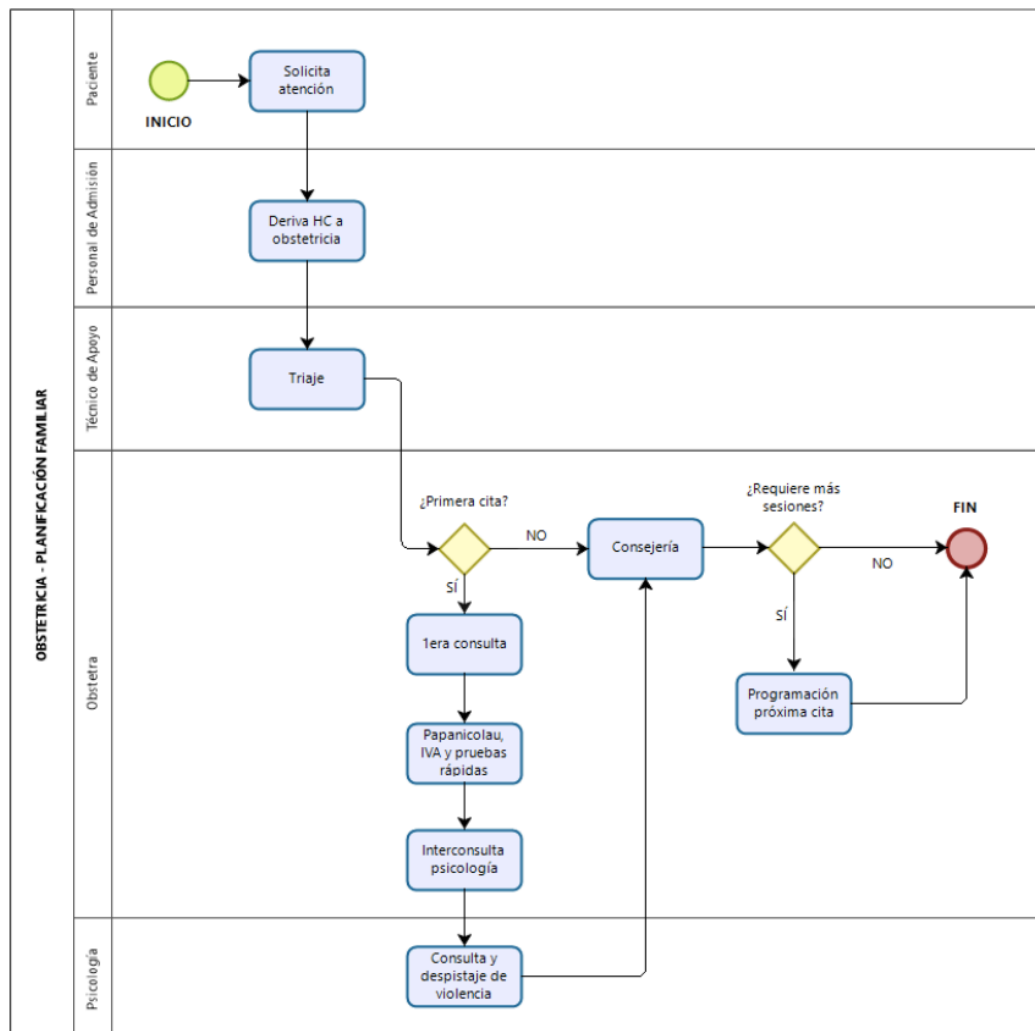 OBSTETRICIA - PLANIFICACIÓN FAMILIAR
Paciente
INICIO
Solicita
atención
Personal de Admisión
Deriva HC a
obstetricia
Técnico de Apoyo
Triaje
Obstetra
¿Primera cita?
NO
SÍ
Consejería
¿Requiere más
sesiones?
NO
SÍ
FIN
1era consulta
Programación
próxima cita
Papanicolau,
IVA y pruebas
rápidas
Interconsulta
psicología
Psicología
Consulta y
despistaje de
violencia